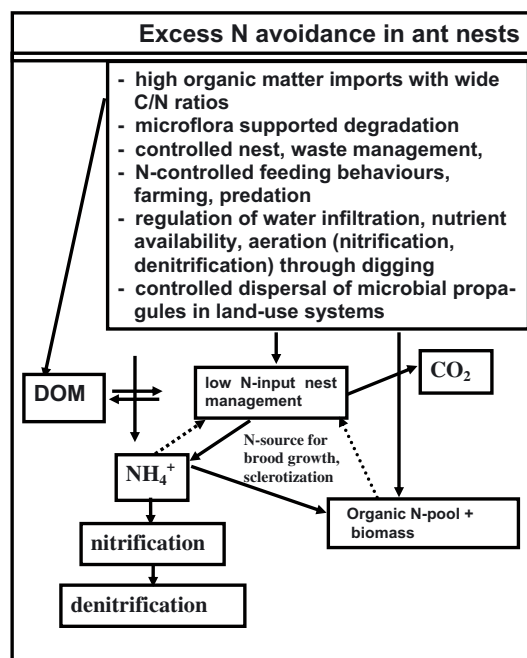 Excess N avoidance in ant nests
- high organic matter imports with wide
C/N ratios
- microflora supported degradation
- controlled nest, waste management,
- N-controlled feeding behaviours,
farming, predation
- regulation of water infiltration, nutrient
availability, aeration (nitrification,
denitrification) through digging
- controlled dispersal of microbial propa-
gules in land-use systems
DOM
low N-input nest
management
CO₂
N-source for
brood growth,
sclerotization
NH₄⁺
Organic N-pool +
biomass
nitrification
denitrification